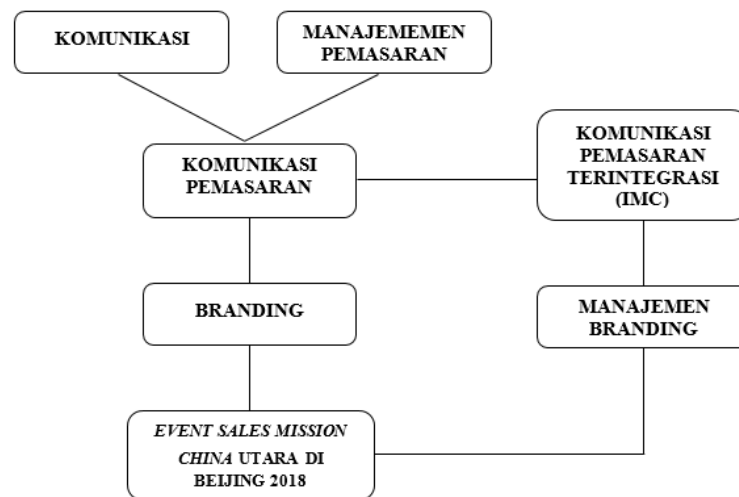 KOMUNIKASI
MANAJEMEMEN
PEMASARAN
KOMUNIKASI
PEMASARAN
KOMUNIKASI
PEMASARAN
TERINTEGRASI
(IMC)
BRANDING
MANAJEMEN
BRANDING
EVENT SALES MISSION
CHINA UTARA DI
BEIJING 2018